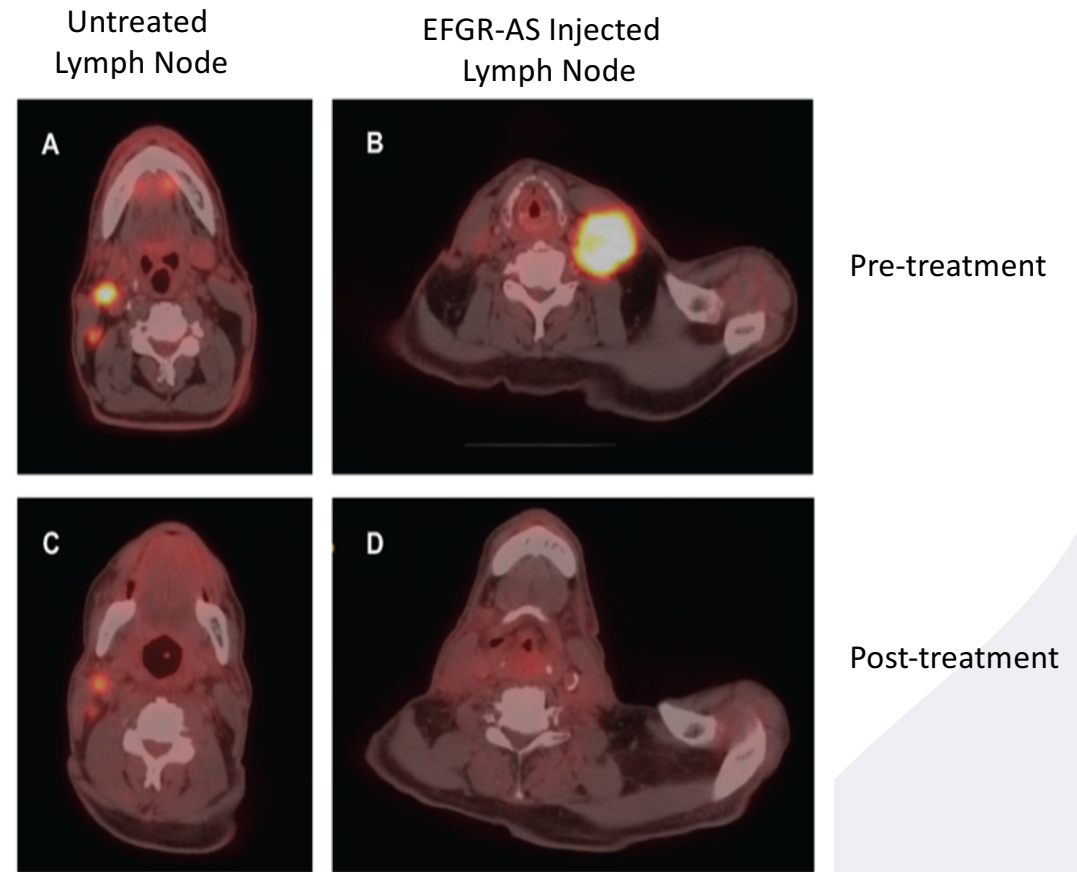 Untreated
Lymph Node
EFGR-AS Injected
Lymph Node
A
B
Pre-treatment
C
D
Post-treatment